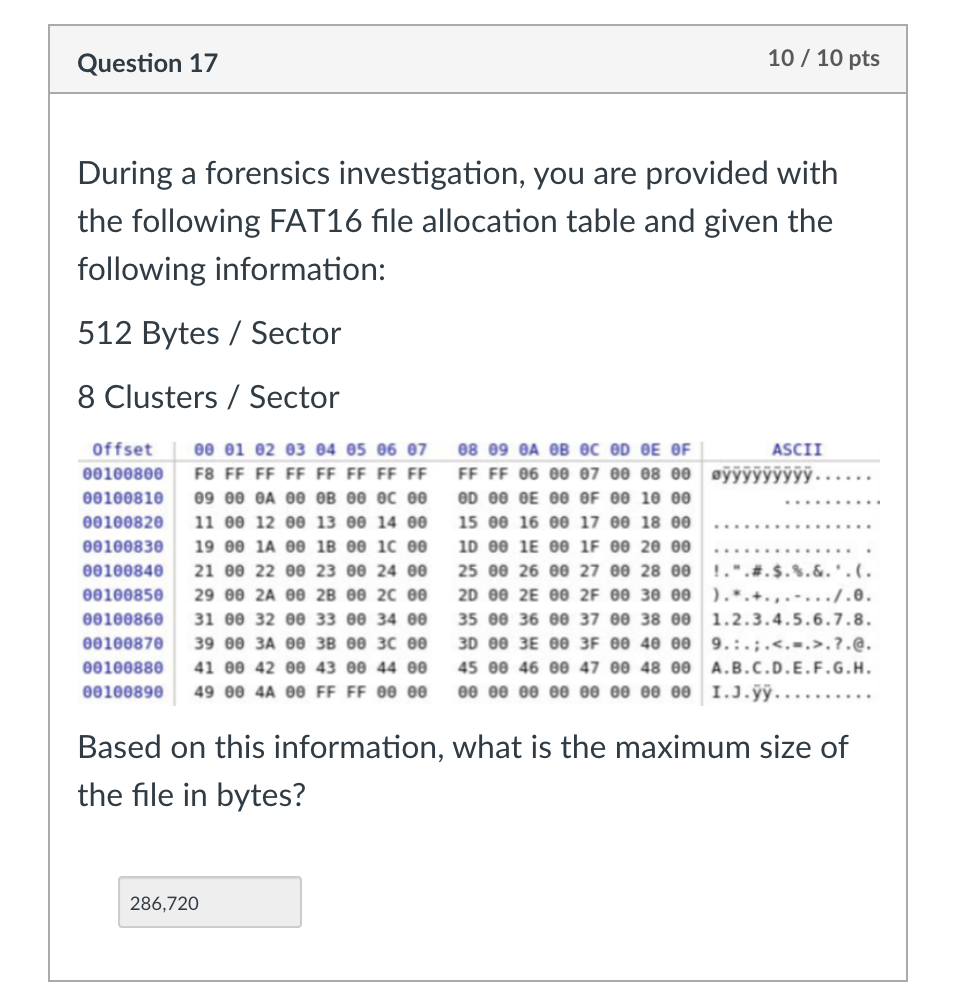 Question 17
10 / 10 pts
During a forensics investigation, you are provided with
the following FAT16 file allocation table and given the
following information:
512 Bytes / Sector
8 Clusters / Sector
Offset 00 01 02 03 04 05 06 07 08 09 0A 0B 0C 0D 0E 0F ASCII
00100800 F8 FF FF FF FF FF FF FF FF FF 06 00 07 00 08 00 øÿÿÿÿÿÿÿÿÿ......
00100810 09 00 0A 00 0B 00 0C 00 0D 00 0E 00 0F 00 10 00 ..........
00100820 11 00 12 00 13 00 14 00 15 00 16 00 17 00 18 00 ................
00100830 19 00 1A 00 1B 00 1C 00 1D 00 1E 00 1F 00 20 00 .............. .
00100840 21 00 22 00 23 00 24 00 25 00 26 00 27 00 28 00 !.".#.$.%.&.'.(.
00100850 29 00 2A 00 2B 00 2C 00 2D 00 2E 00 2F 00 30 00 ).*.+.,.-.../.0.
00100860 31 00 32 00 33 00 34 00 35 00 36 00 37 00 38 00 1.2.3.4.5.6.7.8.
00100870 39 00 3A 00 3B 00 3C 00 3D 00 3E 00 3F 00 40 00 9.:.;.<.=.>.?.@.
00100880 41 00 42 00 43 00 44 00 45 00 46 00 47 00 48 00 A.B.C.D.E.F.G.H.
00100890 49 00 4A 00 FF FF 00 00 00 00 00 00 00 00 00 00 I.J.ÿÿ..........
Based on this information, what is the maximum size of
the file in bytes?
286,720